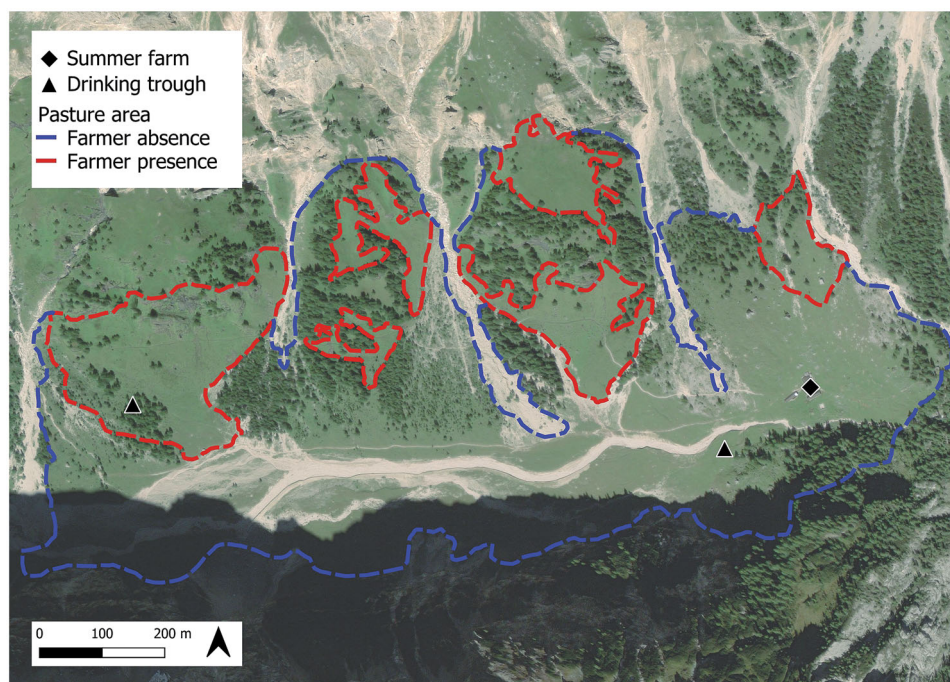 Summer farm
Drinking trough
Pasture area
Farmer absence
Farmer presence
0 100 200 m